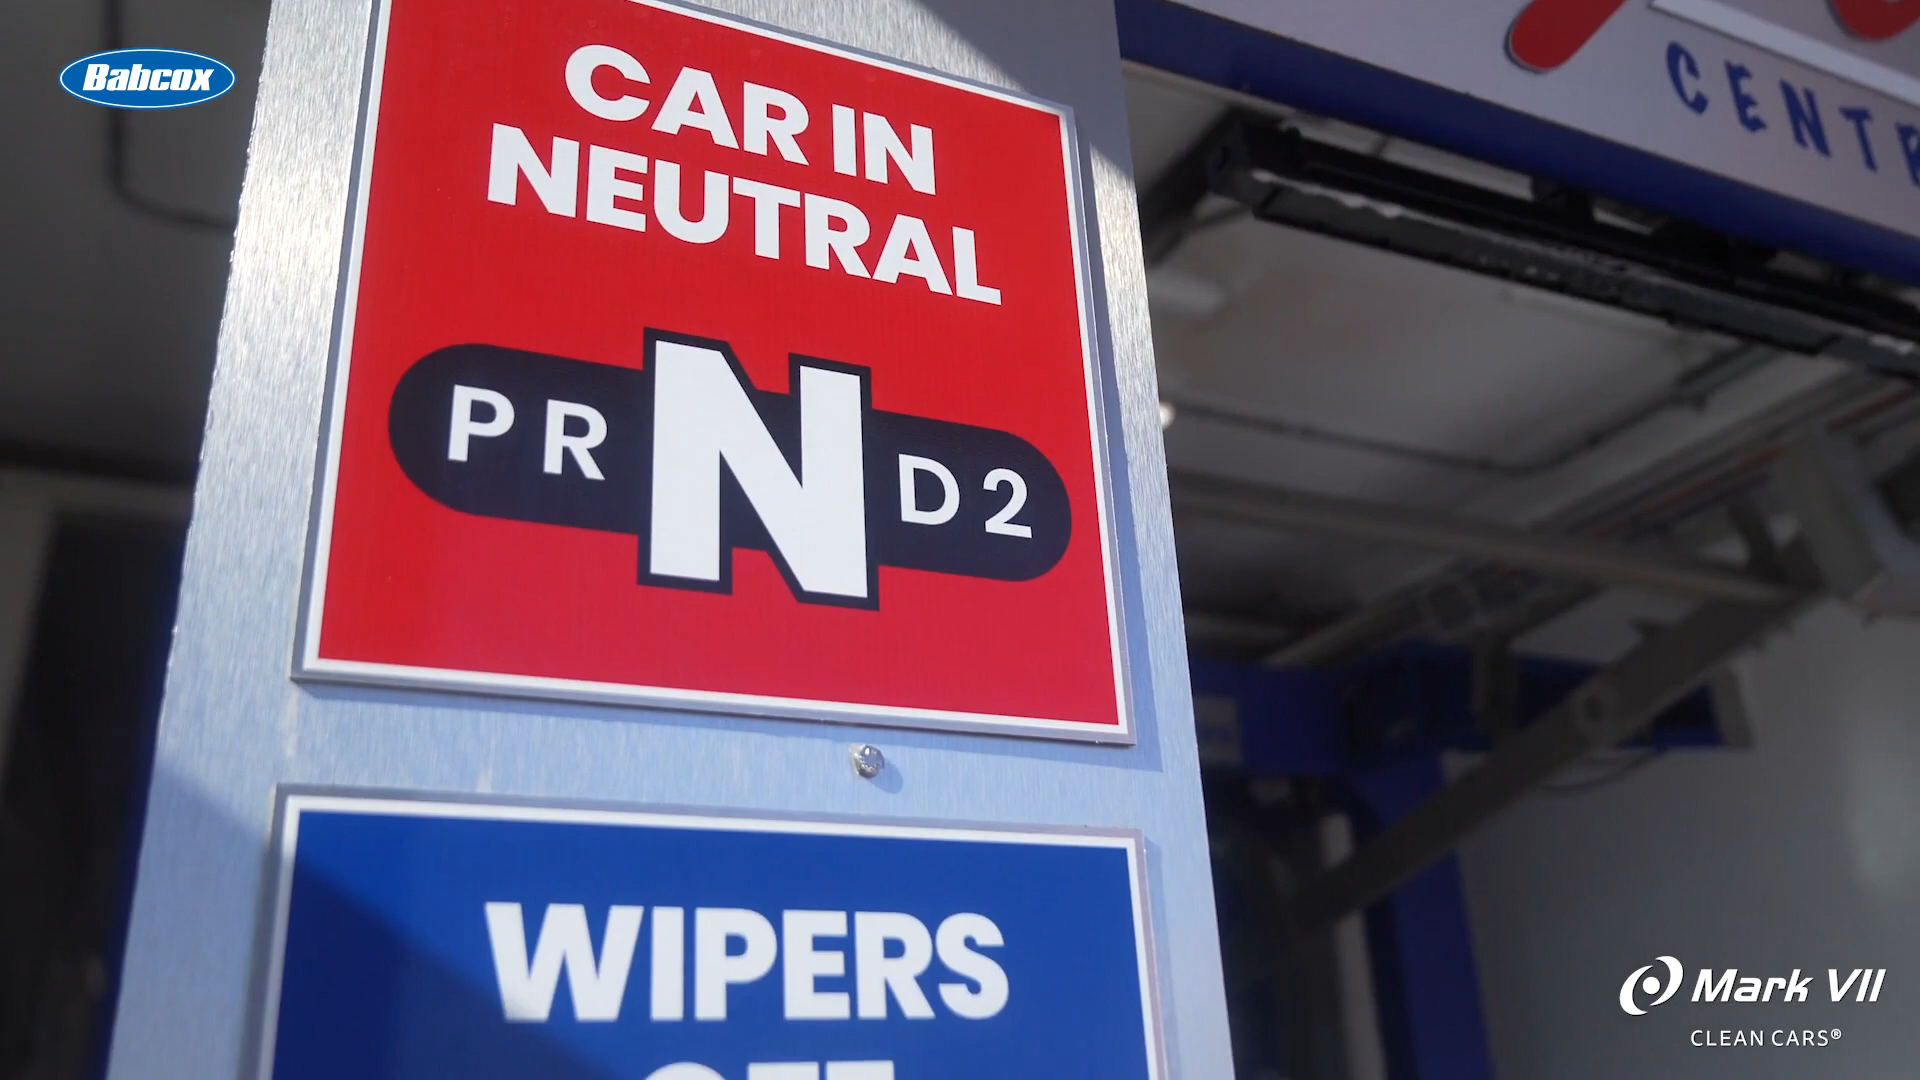 Babcox
CAR IN
NEUTRAL
P R N D 2
WIPERS
Mark VII
CLEAN CARS®